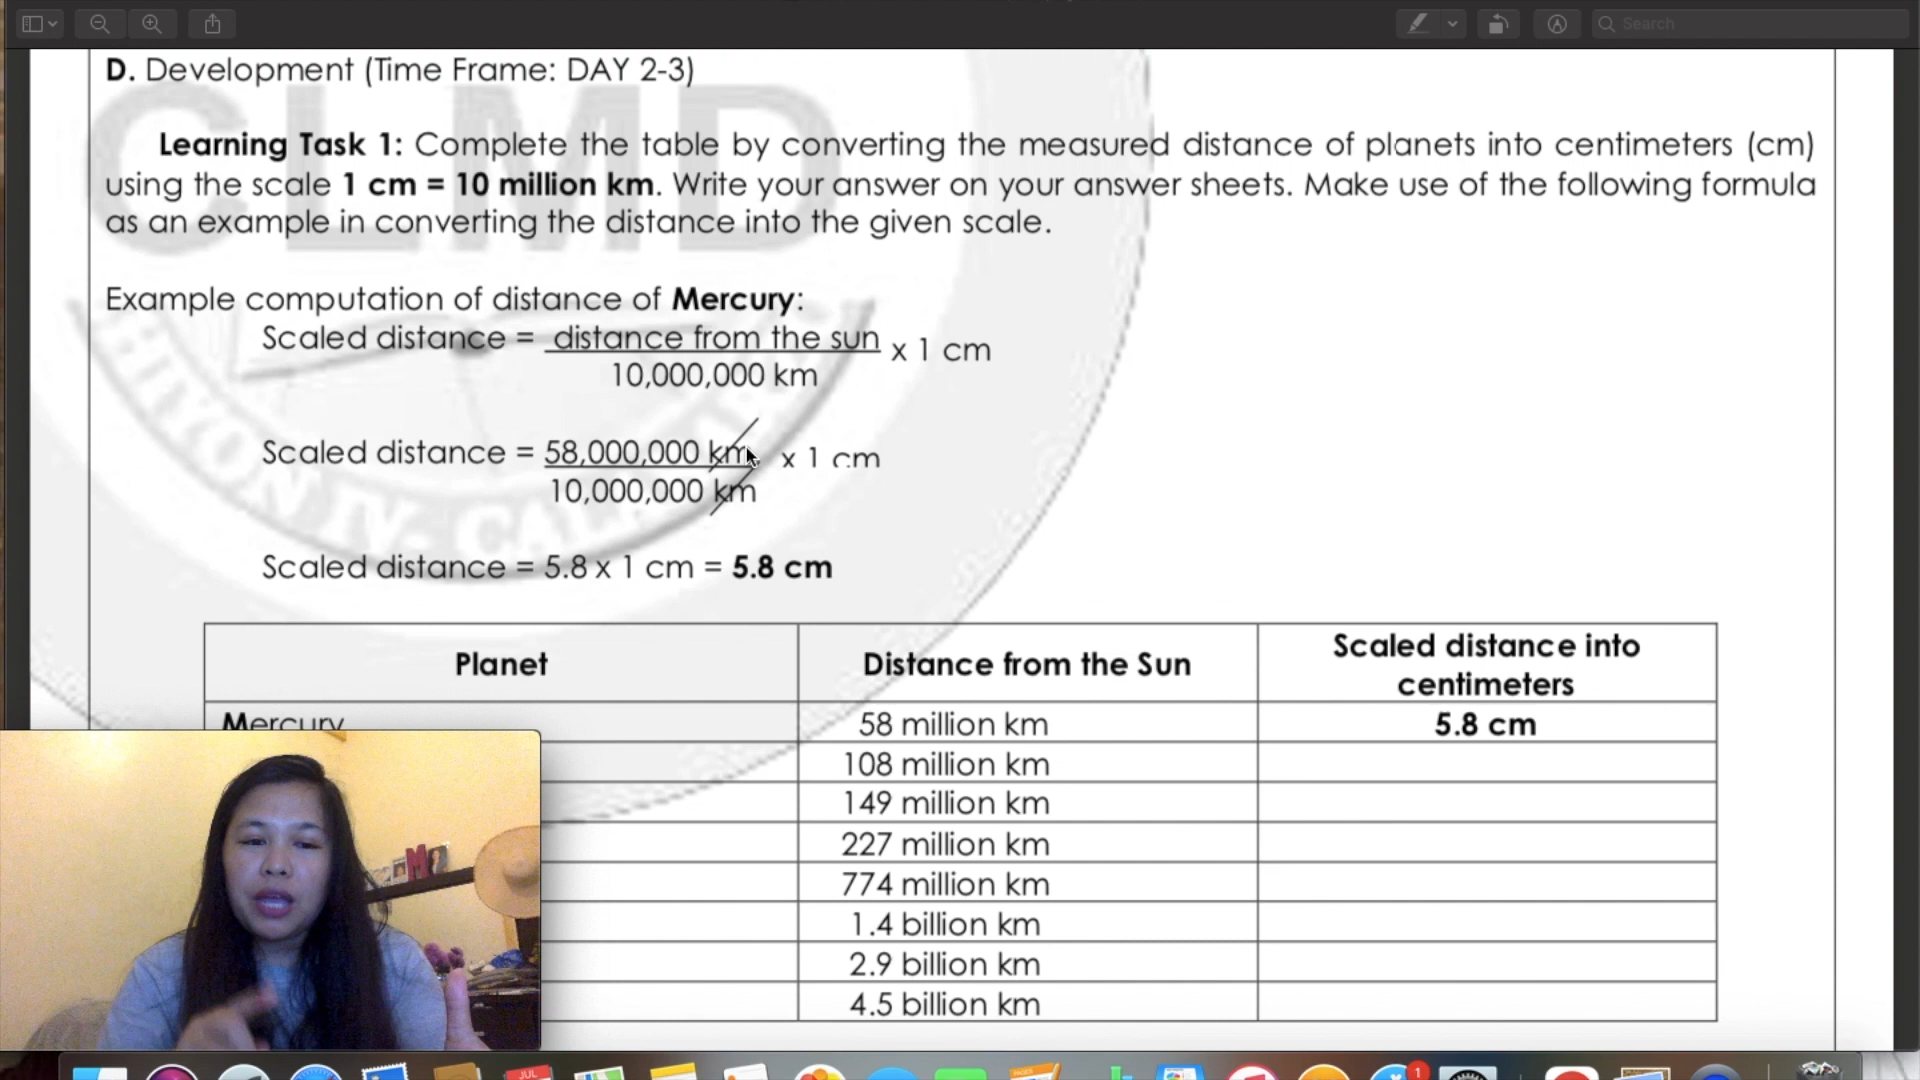 Search
D. Development (Time Frame: DAY 2-3)
CLMD
Learning Task 1: Complete the table by converting the measured distance of planets into centimeters (cm)
using the scale 1 cm = 10 million km. Write your answer on your answer sheets. Make use of the following formula
as an example in converting the distance into the given scale.
Example computation of distance of Mercury:
Scaled distance = distance from the sun x 1 cm
10,000,000 km
Scaled distance = 58,000,000 km x 1 cm
10,000,000 km
Scaled distance = 5.8 x 1 cm = 5.8 cm
Planet Distance from the Sun Scaled distance into
centimeters
Mercury 58 million km 5.8 cm
108 million km
149 million km
227 million km
774 million km
1.4 billion km
2.9 billion km
4.5 billion km
M
JUL
1